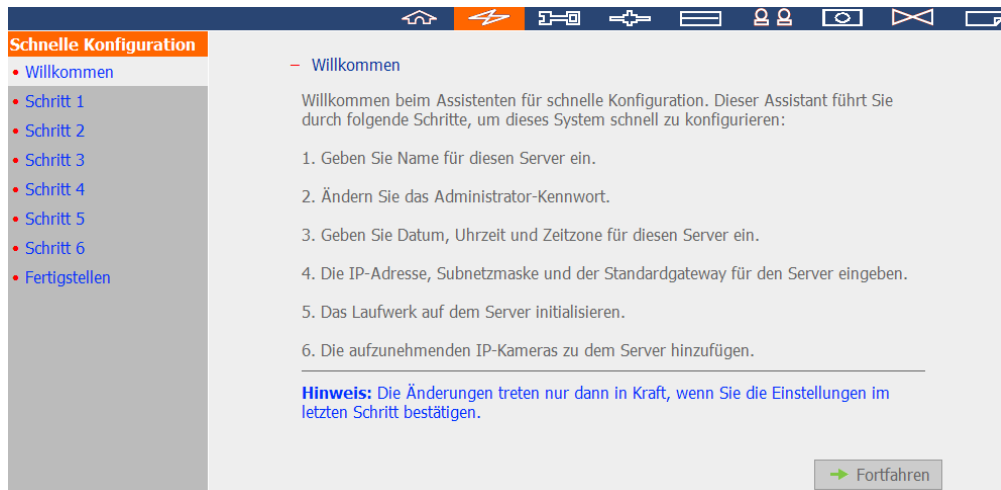 Schnelle Konfiguration
• Willkommen
• Schritt 1
• Schritt 2
• Schritt 3
• Schritt 4
• Schritt 5
• Schritt 6
• Fertigstellen
– Willkommen
Willkommen beim Assistenten für schnelle Konfiguration. Dieser Assistant führt Sie
durch folgende Schritte, um dieses System schnell zu konfigurieren:
1. Geben Sie Name für diesen Server ein.
2. Ändern Sie das Administrator-Kennwort.
3. Geben Sie Datum, Uhrzeit und Zeitzone für diesen Server ein.
4. Die IP-Adresse, Subnetzmaske und der Standardgateway für den Server eingeben.
5. Das Laufwerk auf dem Server initialisieren.
6. Die aufzunehmenden IP-Kameras zu dem Server hinzufügen.
Hinweis: Die Änderungen treten nur dann in Kraft, wenn Sie die Einstellungen im
letzten Schritt bestätigen.
Fortfahren